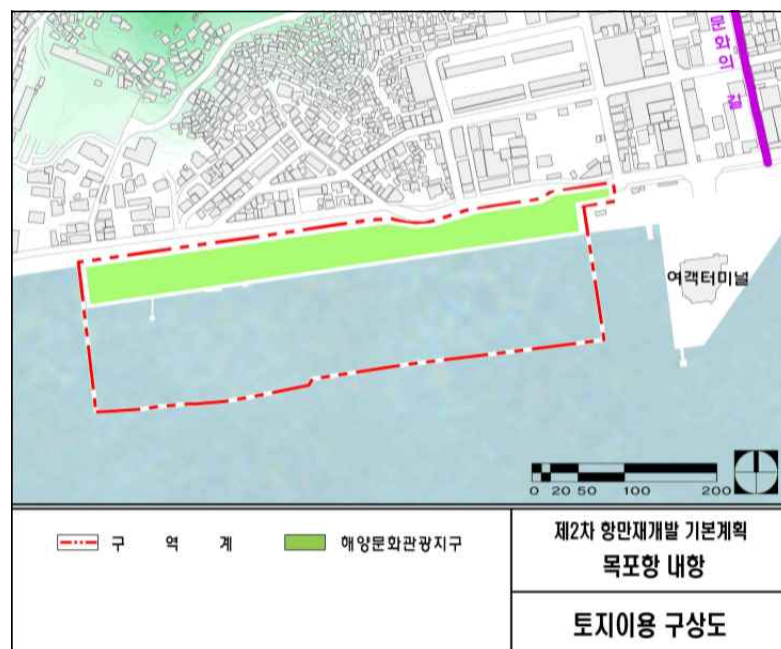 문화의 길
여객터미널
0 20 50 100 200
구 역 계
해양문화관광지구
제2차 항만재개발 기본계획
목포항 내항
토지이용 구상도